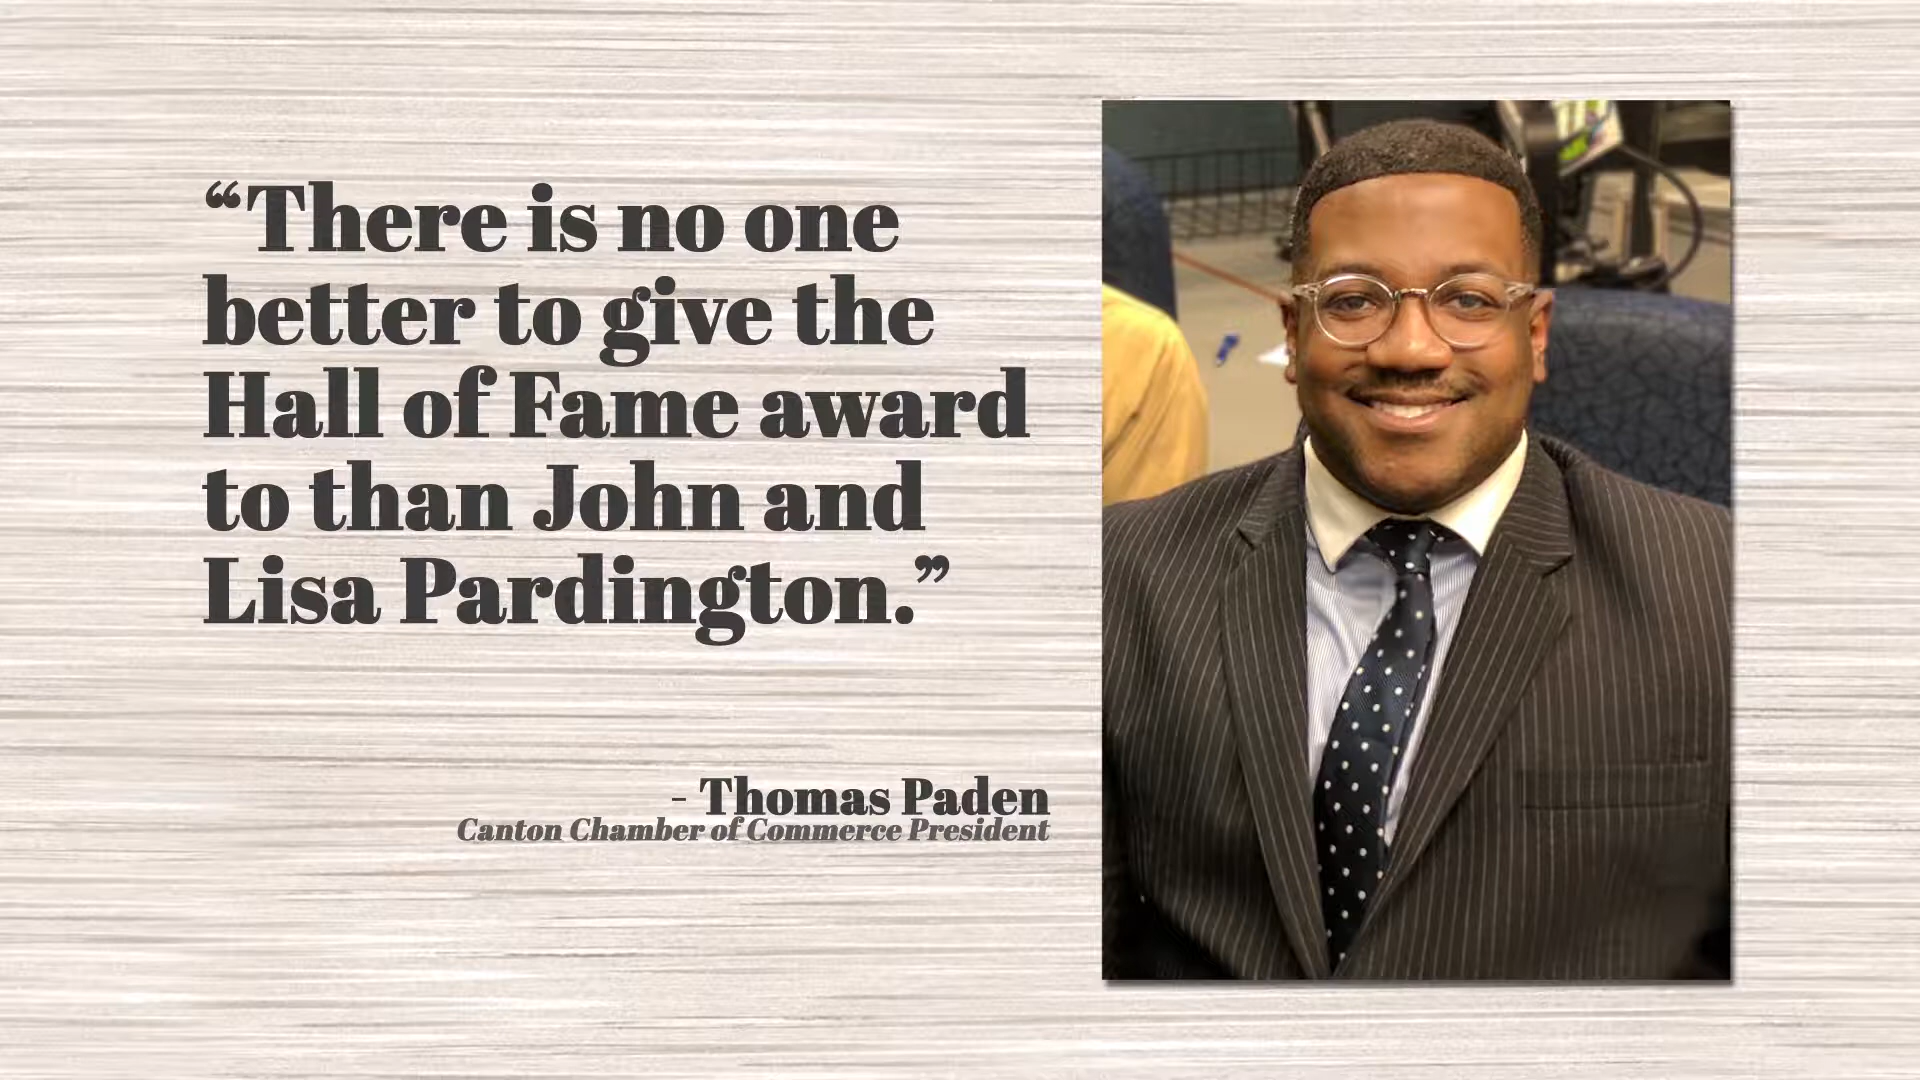 “There is no one
better to give the
Hall of Fame award
to than John and
Lisa Pardington.”
- Thomas Paden
Canton Chamber of Commerce President